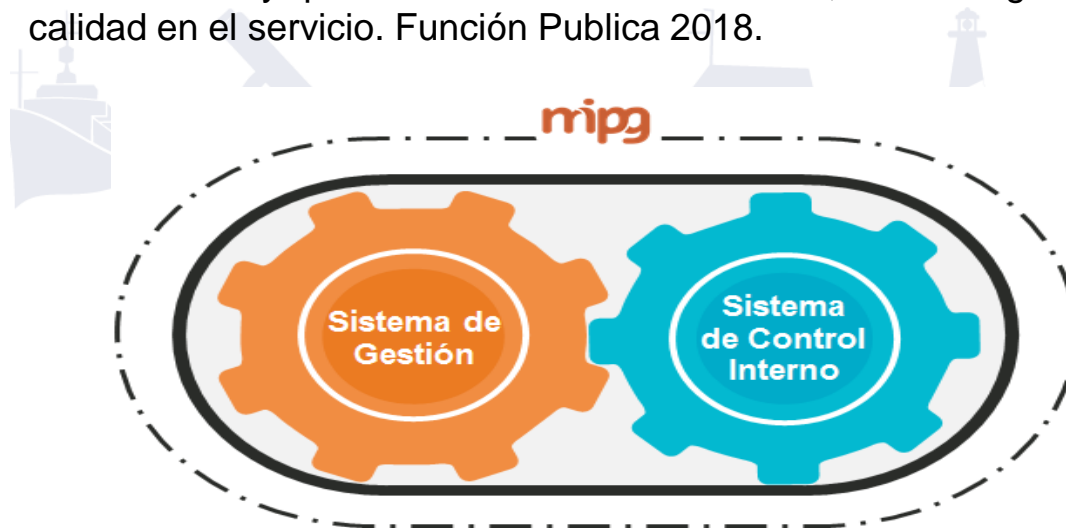 calidad en el servicio. Función Publica 2018.
mipg
Sistema de
Gestión
Sistema
de Control
Interno